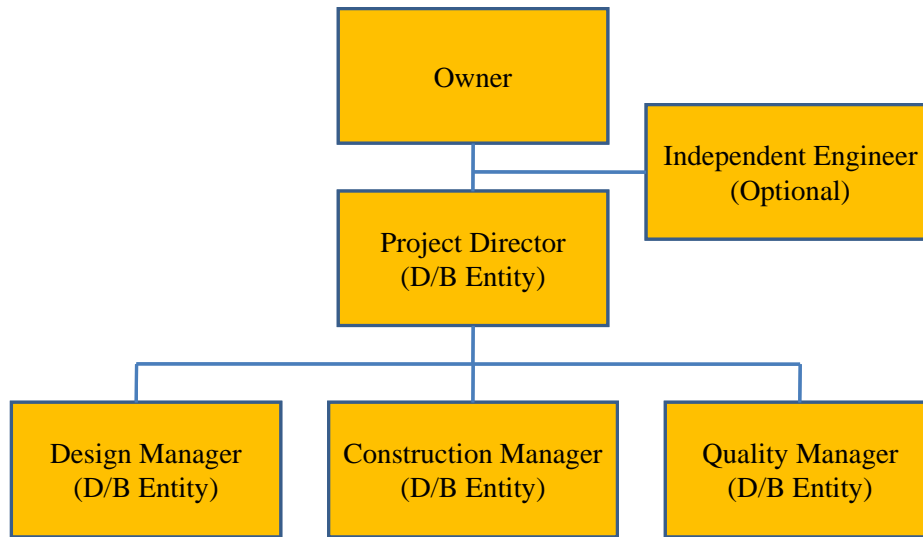 Owner
Independent Engineer
(Optional)
Project Director
(D/B Entity)
Design Manager
(D/B Entity)
Construction Manager
(D/B Entity)
Quality Manager
(D/B Entity)